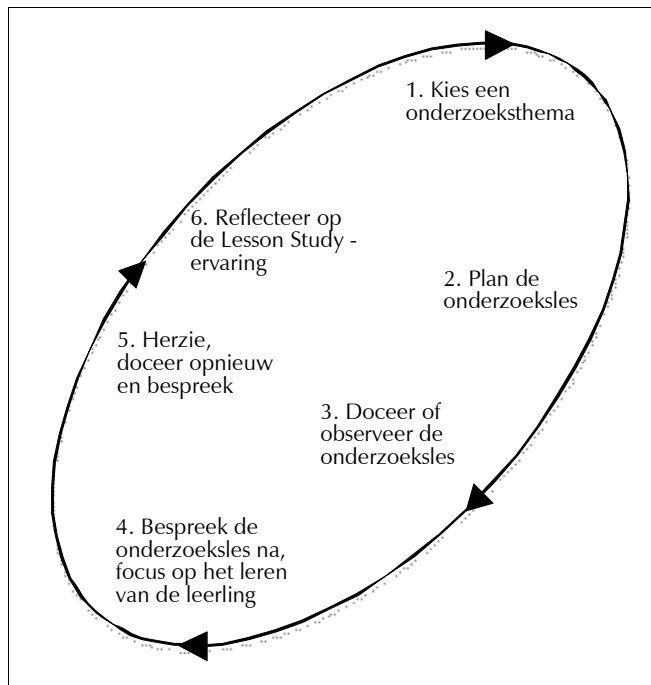 1. Kies een
onderzoeksthema
2. Plan de
onderzoeksles
3. Doceer of
observeer de
onderzoeksles
4. Bespreek de
onderzoeksles na,
focus op het leren
van de leerling
5. Herzie,
doceer opnieuw
en bespreek
6. Reflecteer op
de Lesson Study -
ervaring